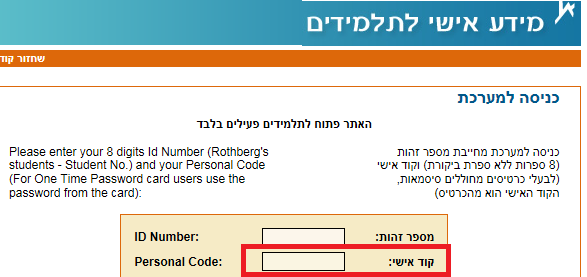 מידע אישי לתלמידים
שחזור קוד
כניסה למערכת
האתר פתוח לתלמידים פעילים בלבד
כניסה למערכת מחייבת מספר זהות
(8 ספרות ללא ספרת ביקורת) וקוד אישי
(לבעלי כרטיסים מחוללים סיסמאות,
הקוד האישי הוא מהכרטיס)
Please enter your 8 digits Id Number (Rothberg's
students - Student No.) and your Personal Code
(For One Time Password card users use the
password from the card):
מספר זהות: ID Number:
קוד אישי: Personal Code: